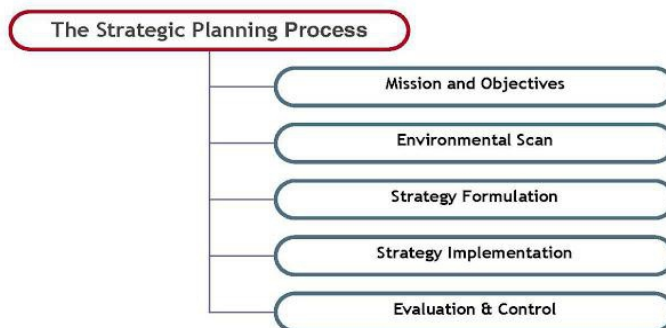 The Strategic Planning Process
Mission and Objectives
Environmental Scan
Strategy Formulation
Strategy Implementation
Evaluation & Control